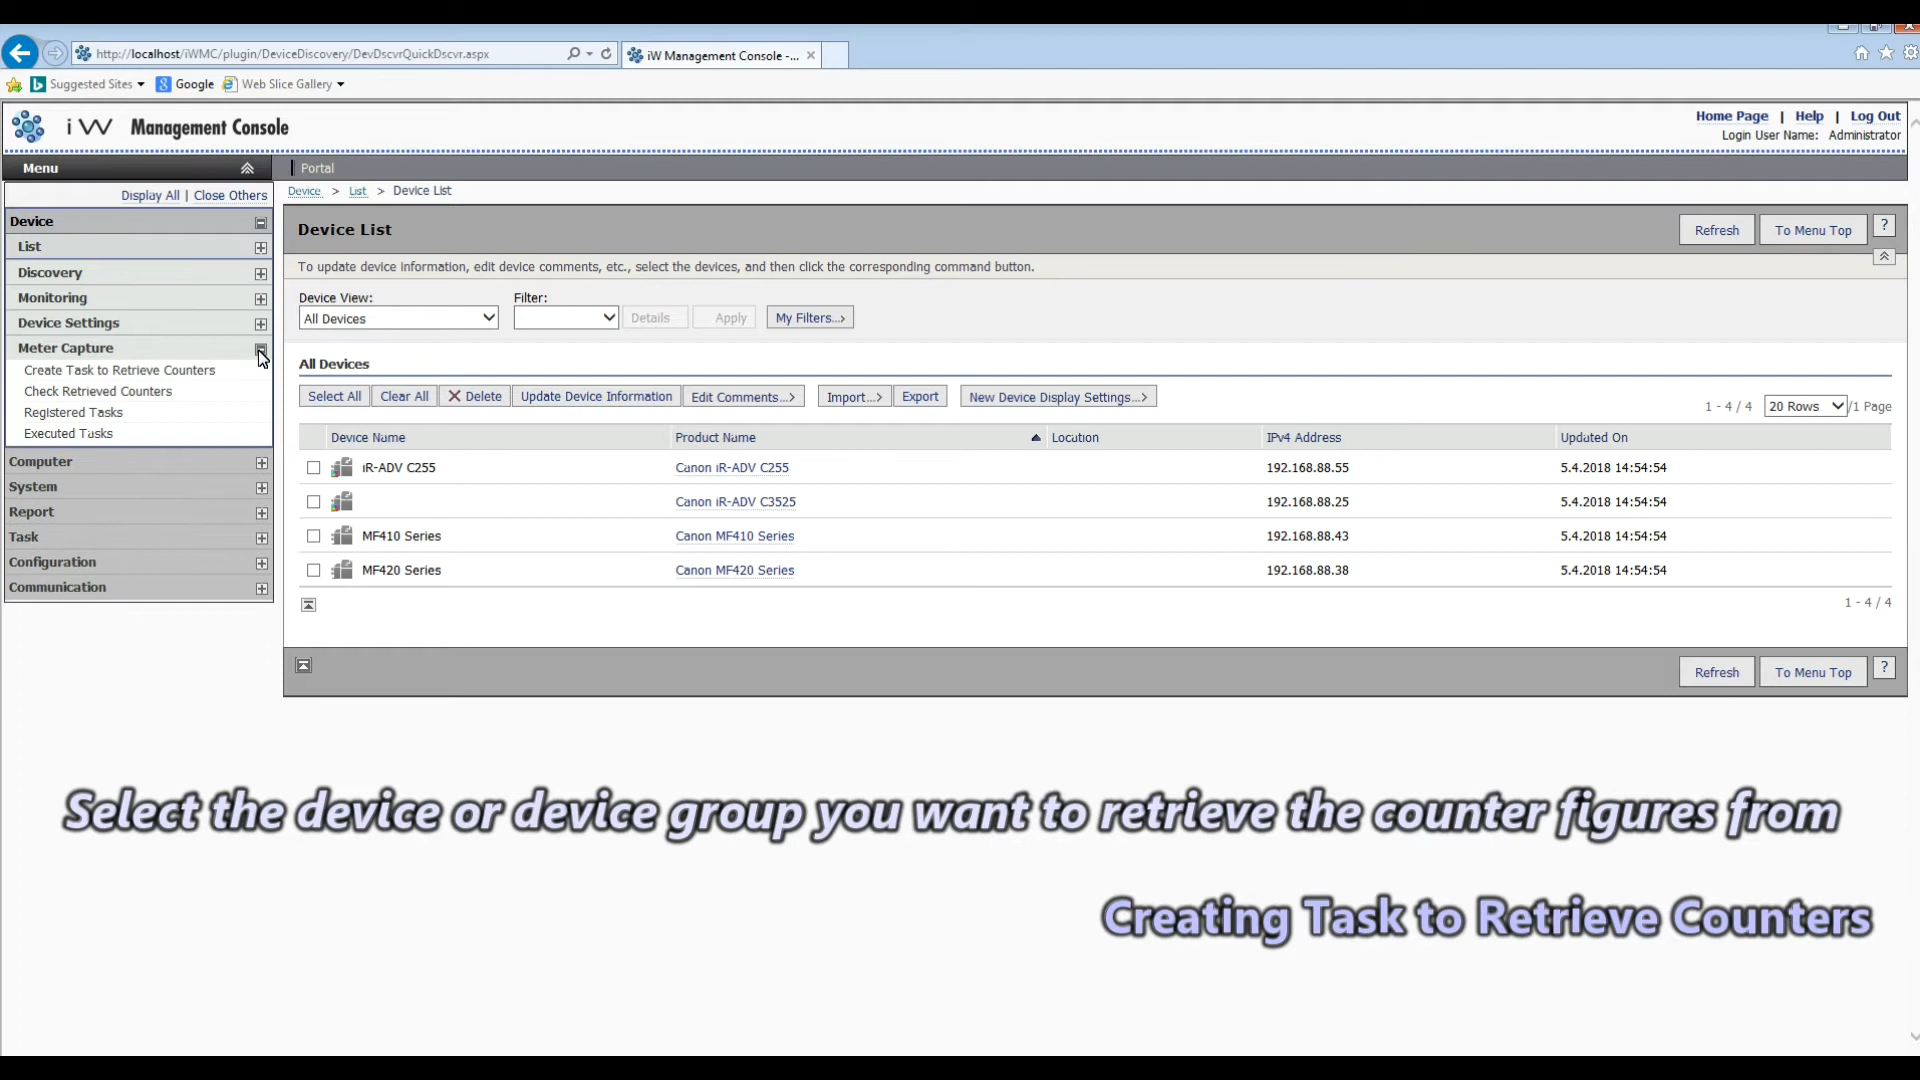 http://localhost/iWMC/plugin/DeviceDiscovery/DevDscvrQuickDscvr.aspx
iW Management Console -...
Suggested Sites
Google
Web Slice Gallery
iW Management Console
Home Page | Help | Log Out
Login User Name: Administrator
Menu
Portal
Display All | Close Others
Device > List > Device List
Device
List
Discovery
Monitoring
Device Settings
Meter Capture
Create Task to Retrieve Counters
Check Retrieved Counters
Registered Tasks
Executed Tasks
Computer
System
Report
Task
Configuration
Communication
Device List
Refresh
To Menu Top
?
To update device information, edit device comments, etc., select the devices, and then click the corresponding command button.
Device View:
Filter:
All Devices
Details
Apply
My Filters...>
All Devices
Select All
Clear All
Delete
Update Device Information
Edit Comments...>
Import...>
Export
New Device Display Settings...>
1 - 4 / 4
20 Rows
/1 Page
Device Name Product Name Location IPv4 Address Updated On
iR-ADV C255 Canon iR-ADV C255 192.168.88.55 5.4.2018 14:54:54
Canon iR-ADV C3525 192.168.88.25 5.4.2018 14:54:54
MF410 Series Canon MF410 Series 192.168.88.43 5.4.2018 14:54:54
MF420 Series Canon MF420 Series 192.168.88.38 5.4.2018 14:54:54
1 - 4 / 4
Refresh
To Menu Top
?
Select the device or device group you want to retrieve the counter figures from
Creating Task to Retrieve Counters